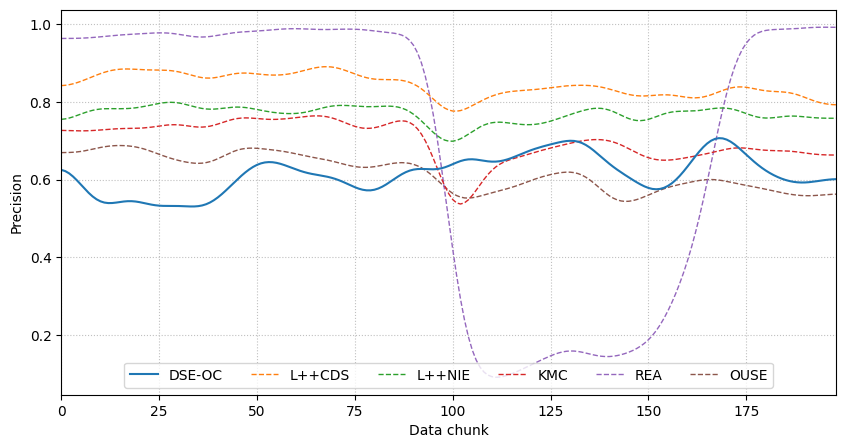 1.0
0.8
0.6
0.4
0.2
Precision
DSE-OC L++CDS L++NIE KMC REA OUSE
0 25 50 75 100 125 150 175
Data chunk